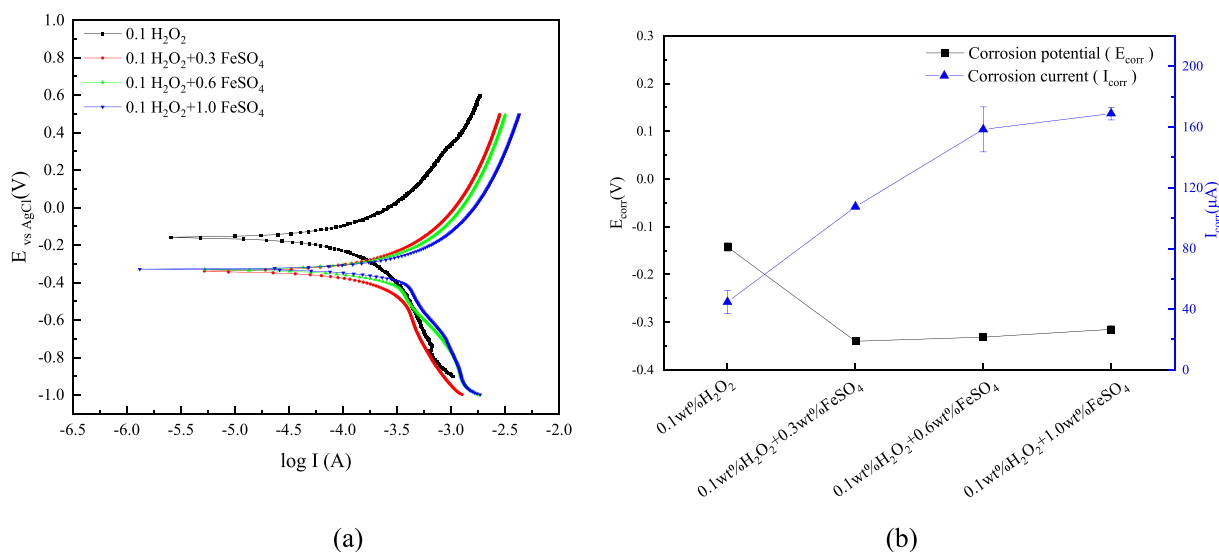 (a)
1.0
0.8
0.6
0.4
0.2
0.0
-0.2
-0.4
-0.6
-0.8
-1.0
E vs AgCl(V)
0.1 H2O2
0.1 H2O2+0.3 FeSO4
0.1 H2O2+0.6 FeSO4
0.1 H2O2+1.0 FeSO4
-6.5 -6.0 -5.5 -5.0 -4.5 -4.0 -3.5 -3.0 -2.5 -2.0
log I (A)
(a)
(b)
0.3
0.2
0.1
0.0
-0.1
-0.2
-0.3
-0.4
Ecorr(V)
Corrosion potential ( Ecorr )
Corrosion current ( Icorr )
220
200
160
120
80
40
0
Icorr(μA)
0.1wt%H2O2
0.1wt%H2O2+0.3wt%FeSO4
0.1wt%H2O2+0.6wt%FeSO4
0.1wt%H2O2+1.0wt%FeSO4
(b)